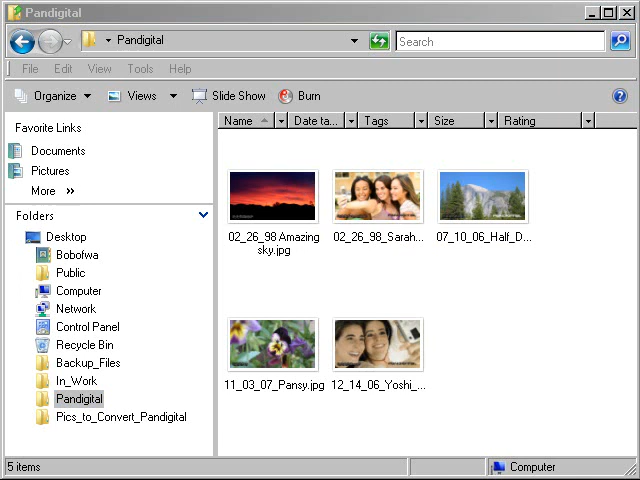 Pandigital
Pandigital
Search
File Edit View Tools Help
Organize Views Slide Show Burn
Favorite Links
Documents
Pictures
More »
Folders
Desktop
Bobofwa
Public
Computer
Network
Control Panel
Recycle Bin
Backup_Files
In_Work
Pandigital
Pics_to_Convert_Pandigital
Name Date ta... Tags Size Rating
02_26_98 Amazing
sky.jpg
02_26_98_Sarah...
07_10_06_Half_D...
11_03_07_Pansy.jpg
12_14_06_Yoshi_...
5 items
Computer